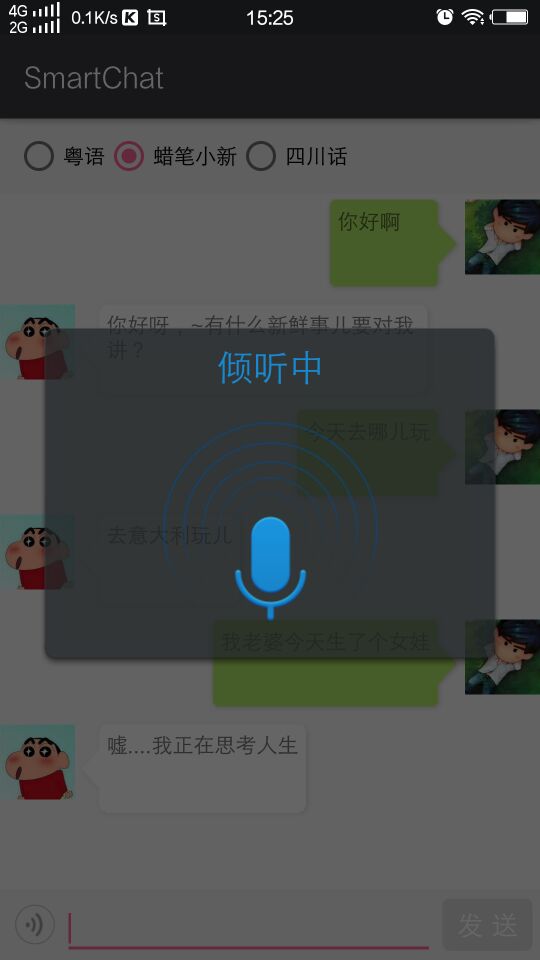 4G
2G
0.1K/s K S 15:25
SmartChat
粤语 蜡笔小新 四川话
你好啊
你好呀，~有什么新鲜事儿要对我
讲？
倾听中
今天去哪儿玩
去意大利玩儿
我老婆今天生了个女娃
嘘....我正在思考人生
发送